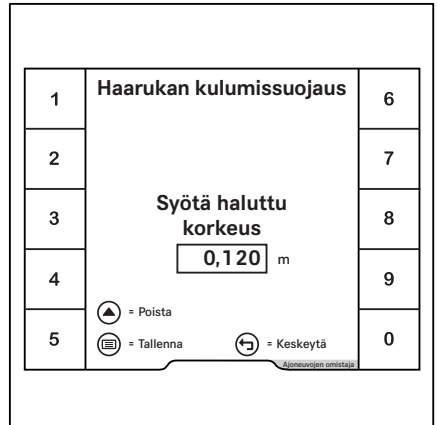 Haarukan kulumissuojaus
1
6
2
7
Syötä haluttu
korkeus
3
8
0,120 m
4
9
= Poista
5
= Tallenna
= Keskeytä
0
Ajoneuvojen omistaja